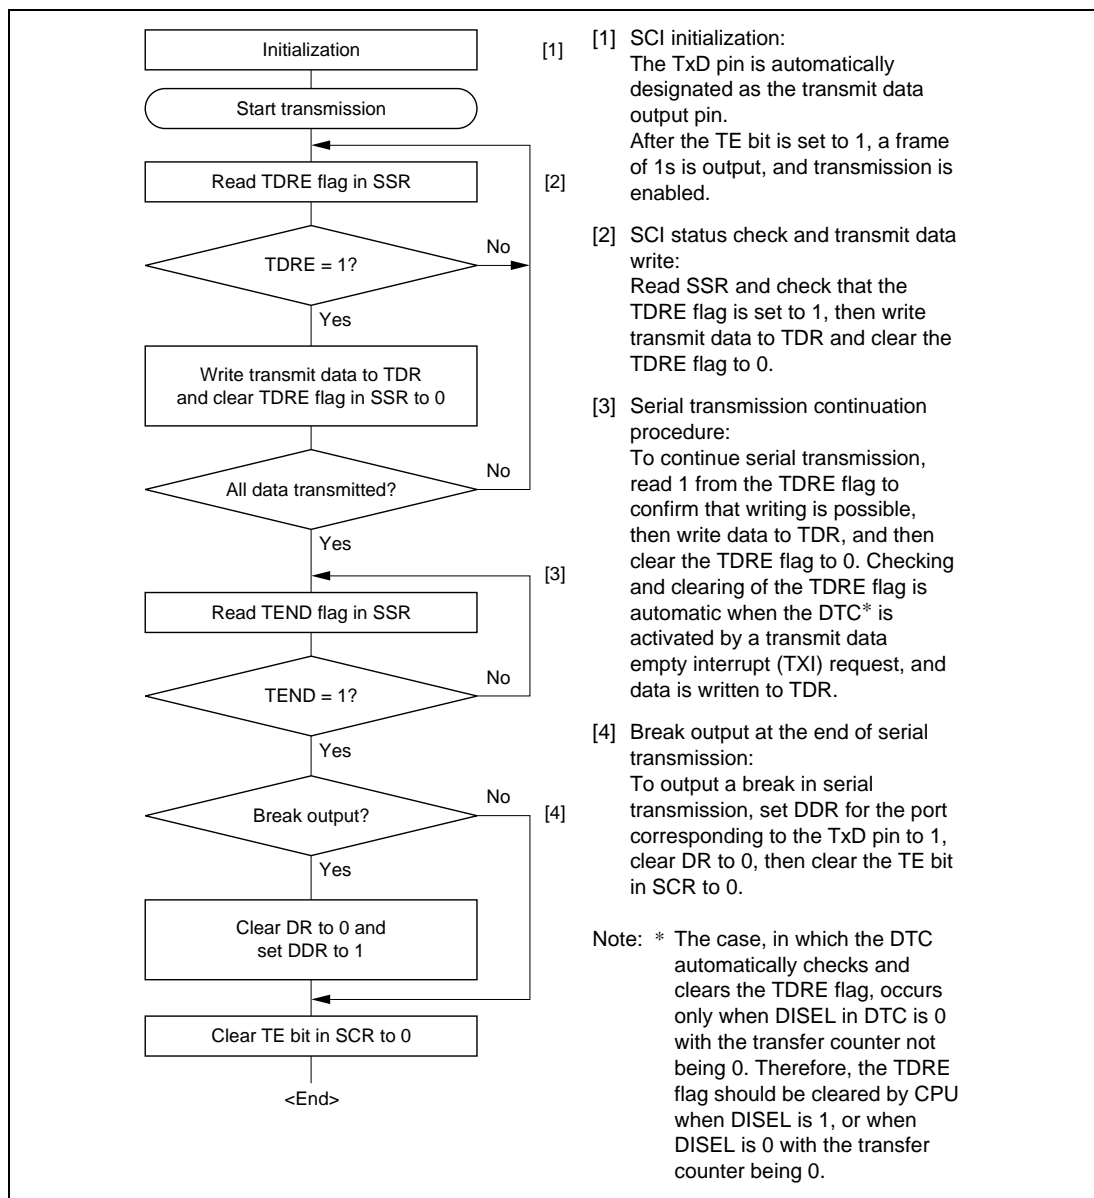 Initialization
[1]
Start transmission
Read TDRE flag in SSR
[2]
No
TDRE = 1?
Yes
Write transmit data to TDR
and clear TDRE flag in SSR to 0
No
All data transmitted?
Yes
[3]
Read TEND flag in SSR
No
TEND = 1?
Yes
No
[4]
Break output?
Yes
Clear DR to 0 and
set DDR to 1
Clear TE bit in SCR to 0
<End>
[1] SCI initialization:
The TxD pin is automatically
designated as the transmit data
output pin.
After the TE bit is set to 1, a frame
of 1s is output, and transmission is
enabled.
[2] SCI status check and transmit data
write:
Read SSR and check that the
TDRE flag is set to 1, then write
transmit data to TDR and clear the
TDRE flag to 0.
[3] Serial transmission continuation
procedure:
To continue serial transmission,
read 1 from the TDRE flag to
confirm that writing is possible,
then write data to TDR, and then
clear the TDRE flag to 0. Checking
and clearing of the TDRE flag is
automatic when the DTC* is
activated by a transmit data
empty interrupt (TXI) request, and
data is written to TDR.
[4] Break output at the end of serial
transmission:
To output a break in serial
transmission, set DDR for the port
corresponding to the TxD pin to 1,
clear DR to 0, then clear the TE bit
in SCR to 0.
Note: * The case, in which the DTC
automatically checks and
clears the TDRE flag, occurs
only when DISEL in DTC is 0
with the transfer counter not
being 0. Therefore, the TDRE
flag should be cleared by CPU
when DISEL is 1, or when
DISEL is 0 with the transfer
counter being 0.